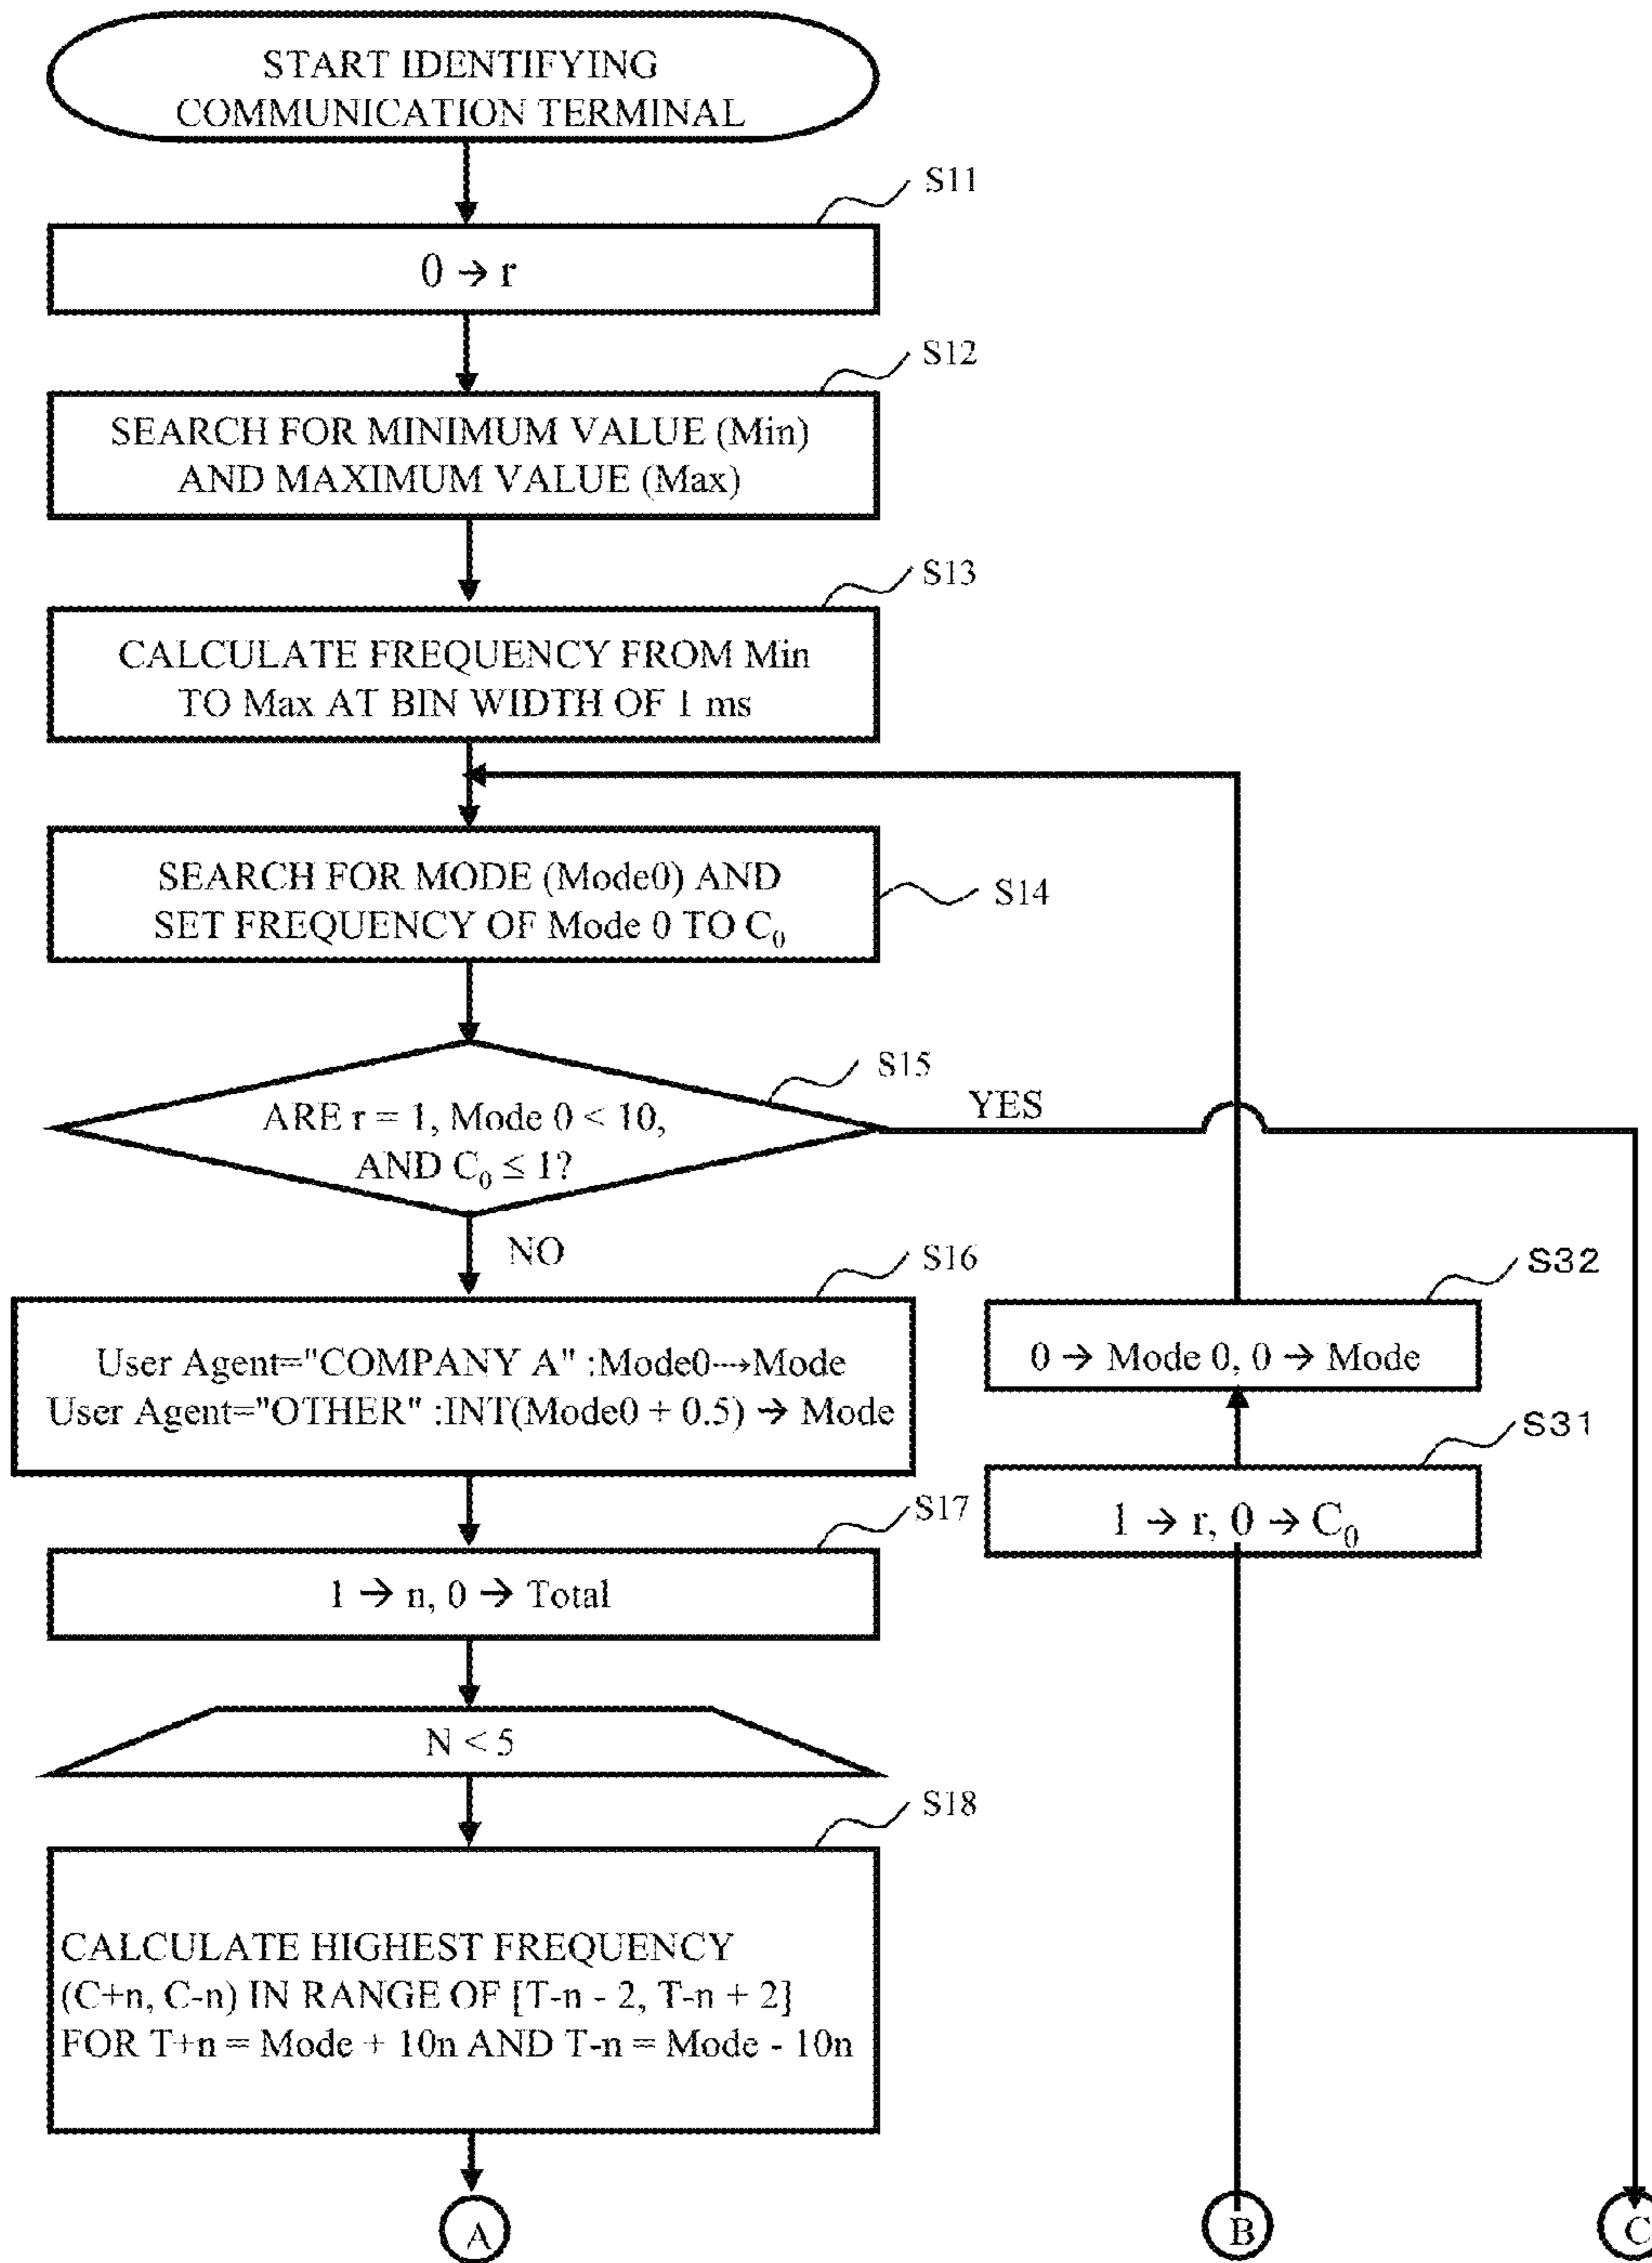 START IDENTIFYING
COMMUNICATION TERMINAL
S11
0 → r
S12
SEARCH FOR MINIMUM VALUE (Min)
AND MAXIMUM VALUE (Max)
S13
CALCULATE FREQUENCY FROM Min
TO Max AT BIN WIDTH OF 1 ms
SEARCH FOR MODE (Mode0) AND
SET FREQUENCY OF Mode 0 TO C₀
S14
S15
ARE r = 1, Mode 0 < 10,
AND C₀ ≤ 1?
YES
NO
S16
User Agent="COMPANY A" :Mode0→Mode
User Agent="OTHER" :INT(Mode0 + 0.5) → Mode
S32
0 → Mode 0, 0 → Mode
S31
1 → r, 0 → C₀
S17
1 → n, 0 → Total
N < 5
S18
CALCULATE HIGHEST FREQUENCY
(C+n, C-n) IN RANGE OF [T-n - 2, T-n + 2]
FOR T+n = Mode + 10n AND T-n = Mode - 10n
A
B
C